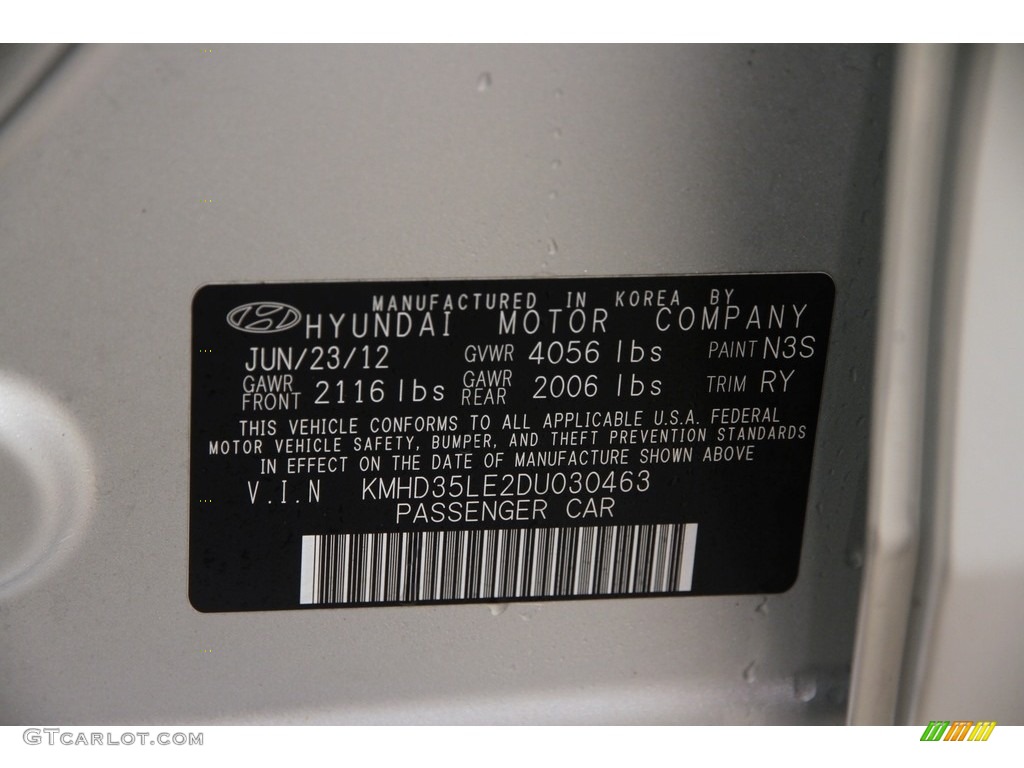 MANUFACTURED IN KOREA BY
HYUNDAI MOTOR COMPANY
JUN/23/12 GVWR 4056 lbs PAINT N3S
GAWR FRONT 2116 lbs GAWR REAR 2006 lbs TRIM RY
THIS VEHICLE CONFORMS TO ALL APPLICABLE U.S.A. FEDERAL
MOTOR VEHICLE SAFETY, BUMPER, AND THEFT PREVENTION STANDARDS
IN EFFECT ON THE DATE OF MANUFACTURE SHOWN ABOVE
V.I.N KMHD35LE2DU030463
PASSENGER CAR
GTCARLOT.COM